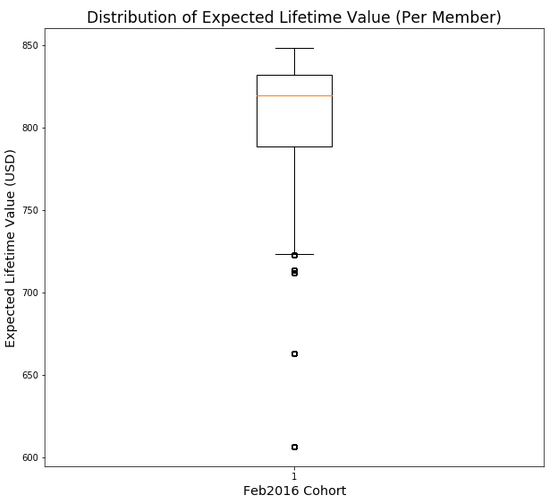 Distribution of Expected Lifetime Value (Per Member)
850
800
750
700
650
600
Expected Lifetime Value (USD)
1
Feb2016 Cohort